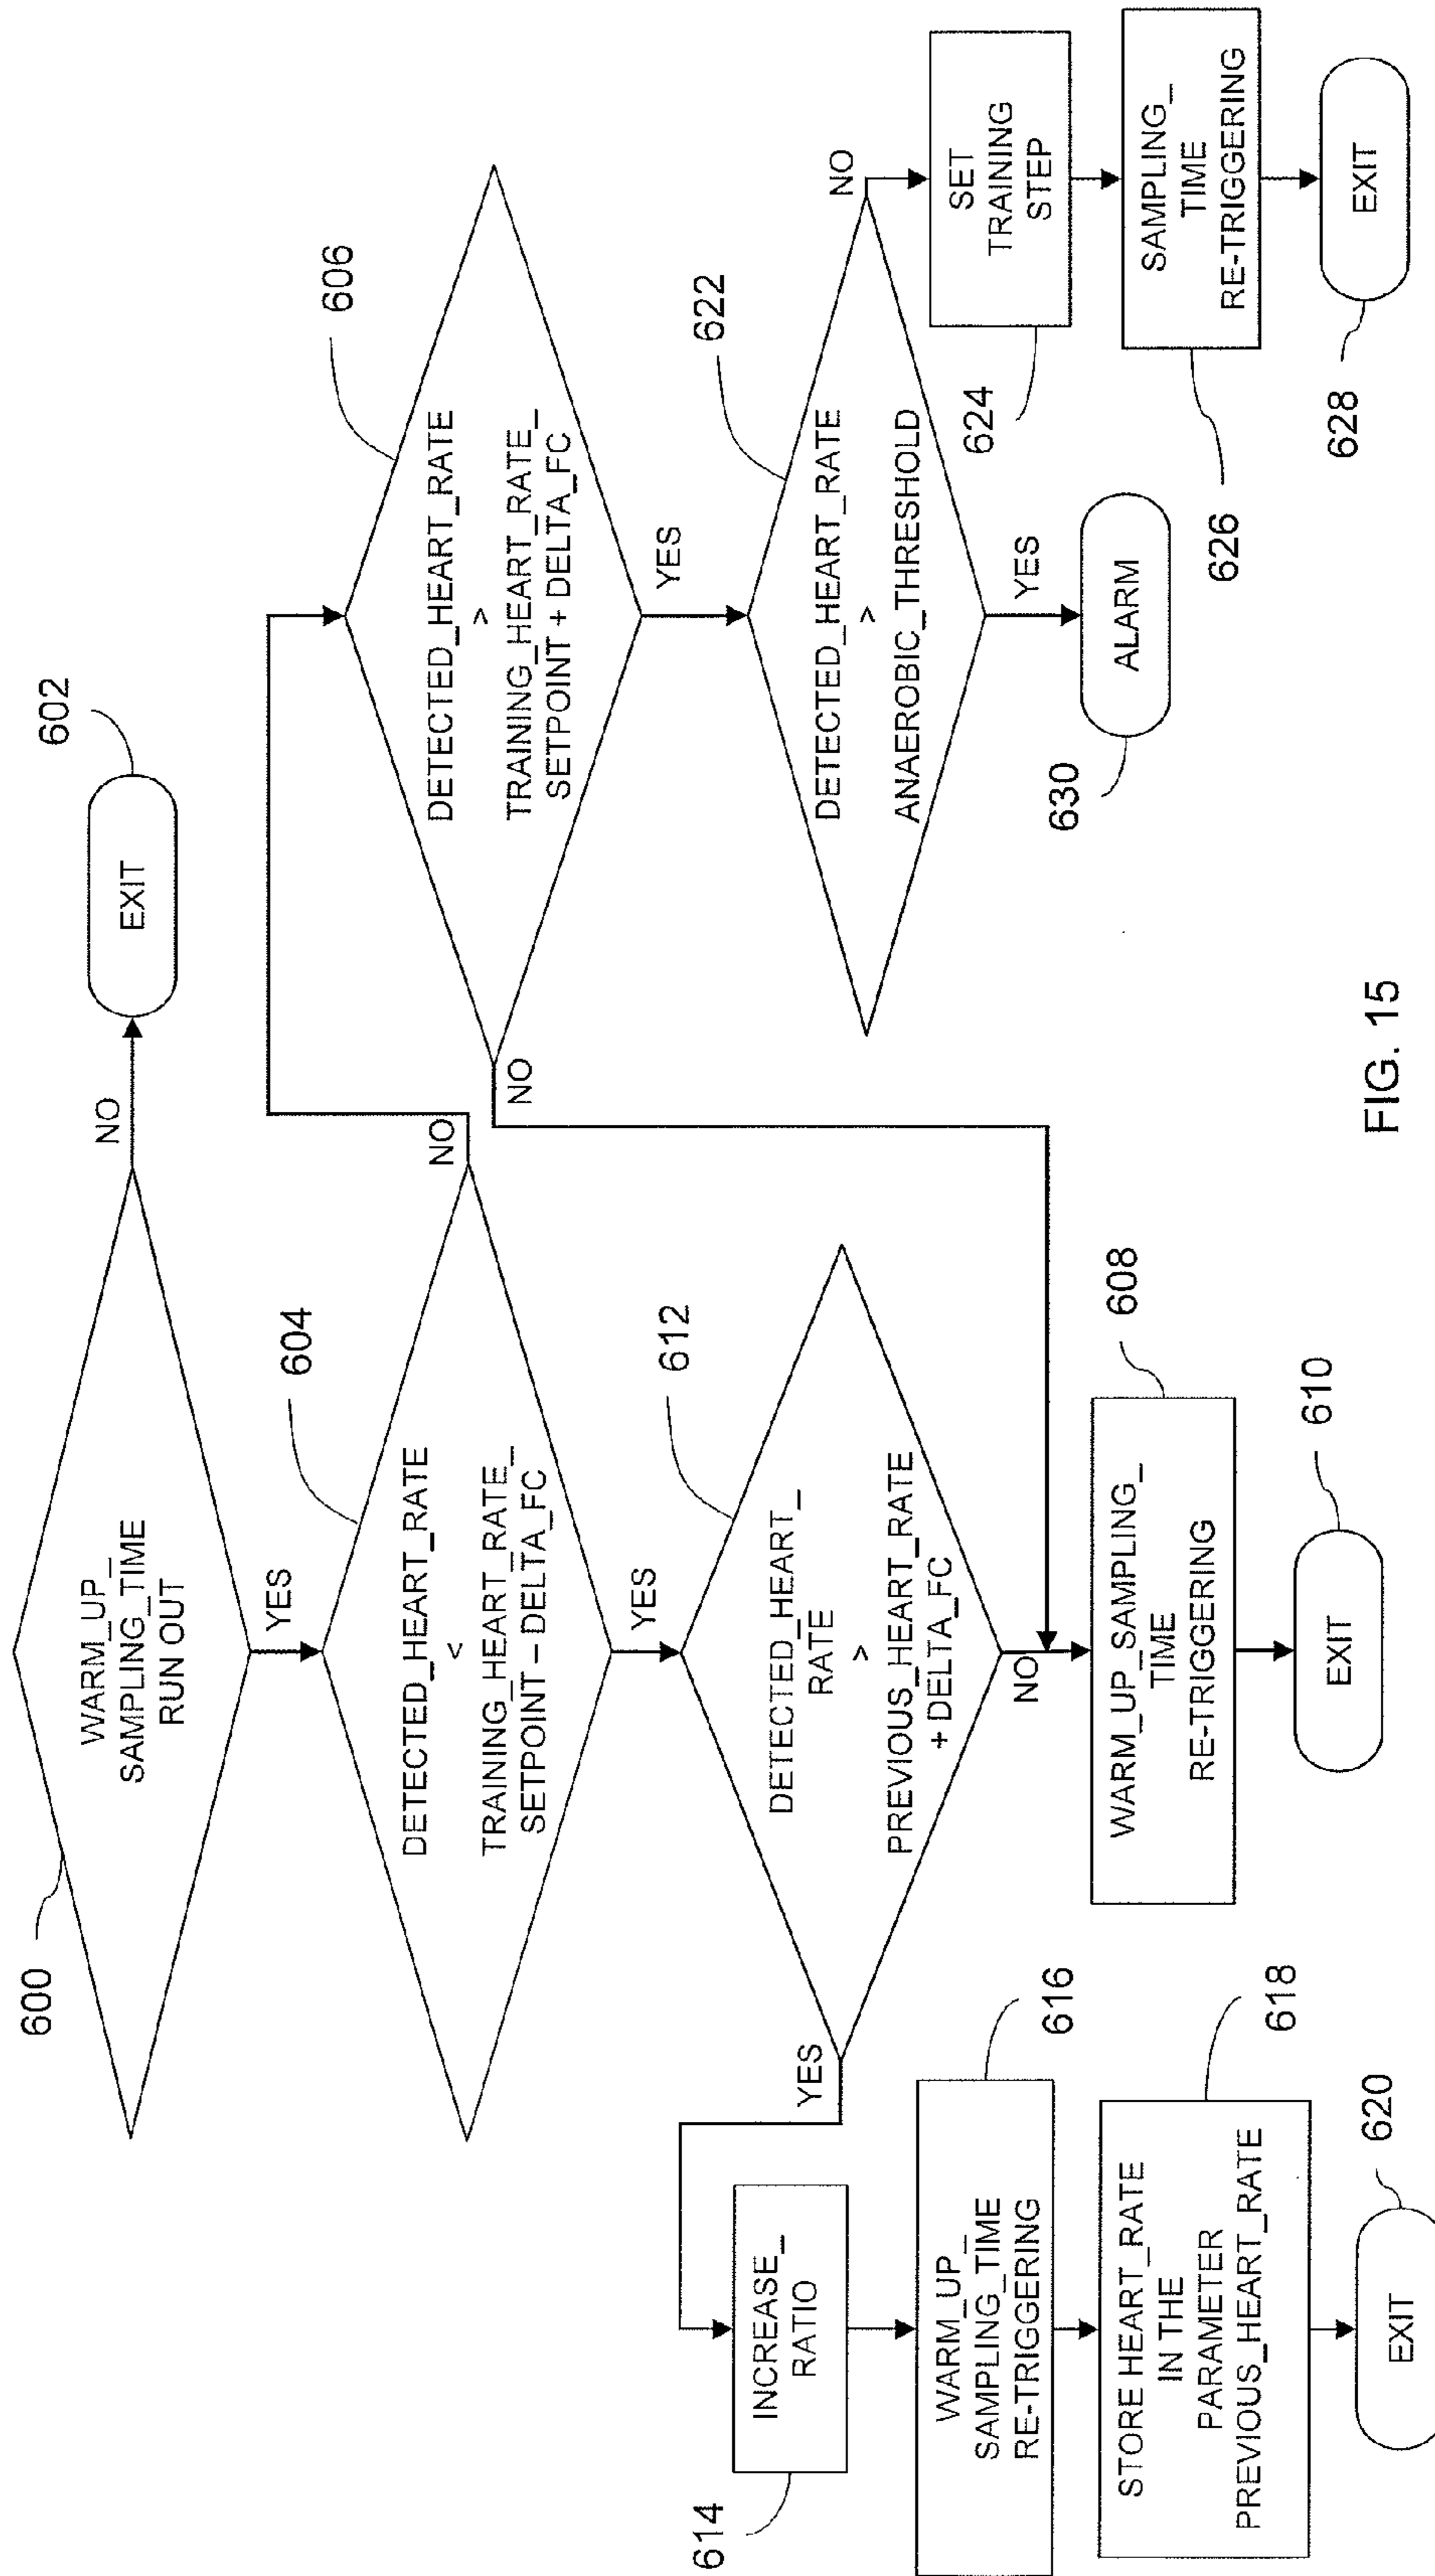 600
WARM_UP_
SAMPLING_TIME
RUN OUT
NO
EXIT
602
YES
604
DETECTED_HEART_RATE
<
TRAINING_HEART_RATE_
SETPOINT – DELTA_FC
NO
606
DETECTED_HEART_RATE
>
TRAINING_HEART_RATE_
SETPOINT + DELTA_FC
NO
YES
YES
612
DETECTED_HEART_
RATE
>
PREVIOUS_HEART_RATE
+ DELTA_FC
YES
NO
622
DETECTED_HEART_RATE
>
ANAEROBIC_THRESHOLD
NO
YES
614
INCREASE_
RATIO
616
WARM_UP_
SAMPLING_TIME
RE-TRIGGERING
618
STORE HEART_RATE
IN THE
PARAMETER
PREVIOUS_HEART_RATE
620
EXIT
608
WARM_UP_SAMPLING_
TIME
RE-TRIGGERING
610
EXIT
630
ALARM
624
SET
TRAINING
STEP
626
SAMPLING_
TIME
RE-TRIGGERING
628
EXIT
FIG. 15